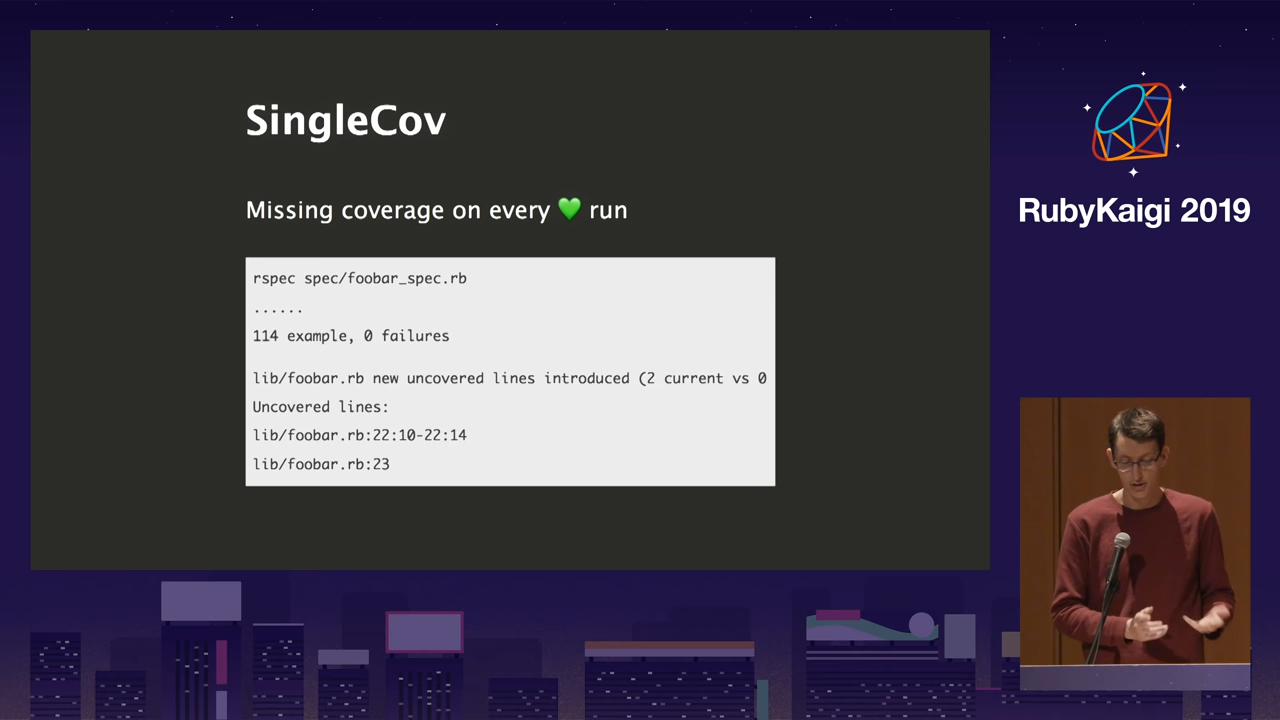 SingleCov
Missing coverage on every 💚 run
rspec spec/foobar_spec.rb
......
114 example, 0 failures
lib/foobar.rb new uncovered lines introduced (2 current vs 0
Uncovered lines:
lib/foobar.rb:22:10-22:14
lib/foobar.rb:23
RubyKaigi 2019